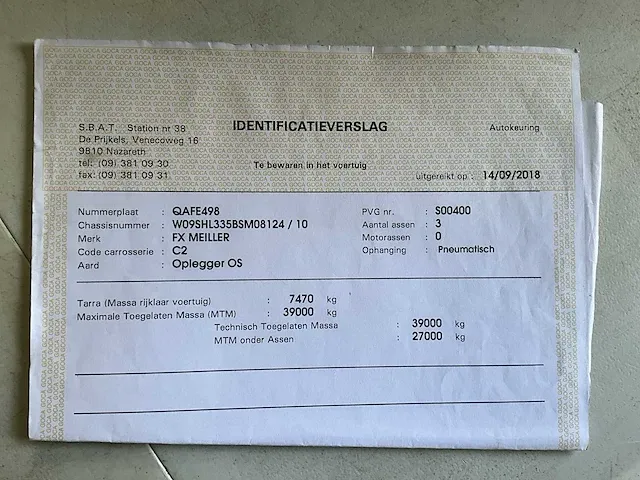 S.B.A.T. Station nr 38
De Prijkels, Venecoweg 16
9810 Nazareth
tel: (09) 381 09 30
fax: (09) 381 09 31
IDENTIFICATIEVERSLAG
Te bewaren in het voertuig
Autokeuring
uitgereikt op : 14/09/2018
Nummerplaat : QAFE498
Chassisnummer : W09SHL335BSM08124 / 10
Merk : FX MEILLER
Code carrosserie : C2
Aard : Oplegger OS
PVG nr. : S00400
Aantal assen : 3
Motorassen : 0
Ophanging : Pneumatisch
Tarra (Massa rijklaar voertuig) : 7470 kg
Maximale Toegelaten Massa (MTM) : 39000 kg
Technisch Toegelaten Massa : 39000 kg
MTM onder Assen : 27000 kg